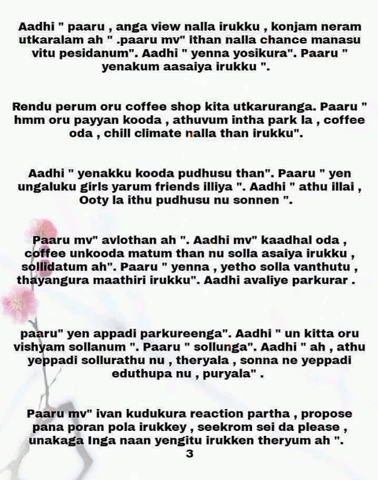 Aadhi " paaru , anga view nalla irukku , konjam neram
utkaralam ah " .paaru mv" Ithan nalla chance manasu
vitu pesidanum". Aadhi " yenna yosikura". Paaru "
yenakum aasaiya irukku ".
Rendu perum oru coffee shop kita utkaruranga. Paaru "
hmm oru payyan kooda , athuvum intha park la , coffee
oda , chill climate nalla than irukku".
Aadhi " yenakku kooda pudhusu than". Paaru " yen
ungaluku girls yarum friends illiya ". Aadhi " athu illai ,
Ooty la ithu pudhusu nu sonnen ".
Paaru mv" avlothan ah ". Aadhi mv" kaadhal oda ,
coffee unkooda matum than nu solla asaiya irukku ,
sollidatum ah". Paaru " yenna , yetho solla vanthutu ,
thayangura maathiri irukku". Aadhi avaliye parkurar .
paaru" yen appadi parkureenga". Aadhi " un kitta oru
vishyam sollanum ". Paaru " sollunga". Aadhi " ah , athu
yeppadi sollurathu nu , theryala , sonna ne yeppadi
eduthupa nu , puryala" .
Paaru mv" ivan kudukura reaction partha , propose
pana poran pola irukkey , seekrom sei da please ,
unakaga Inga naan yengitu irukken theryum ah ".
3